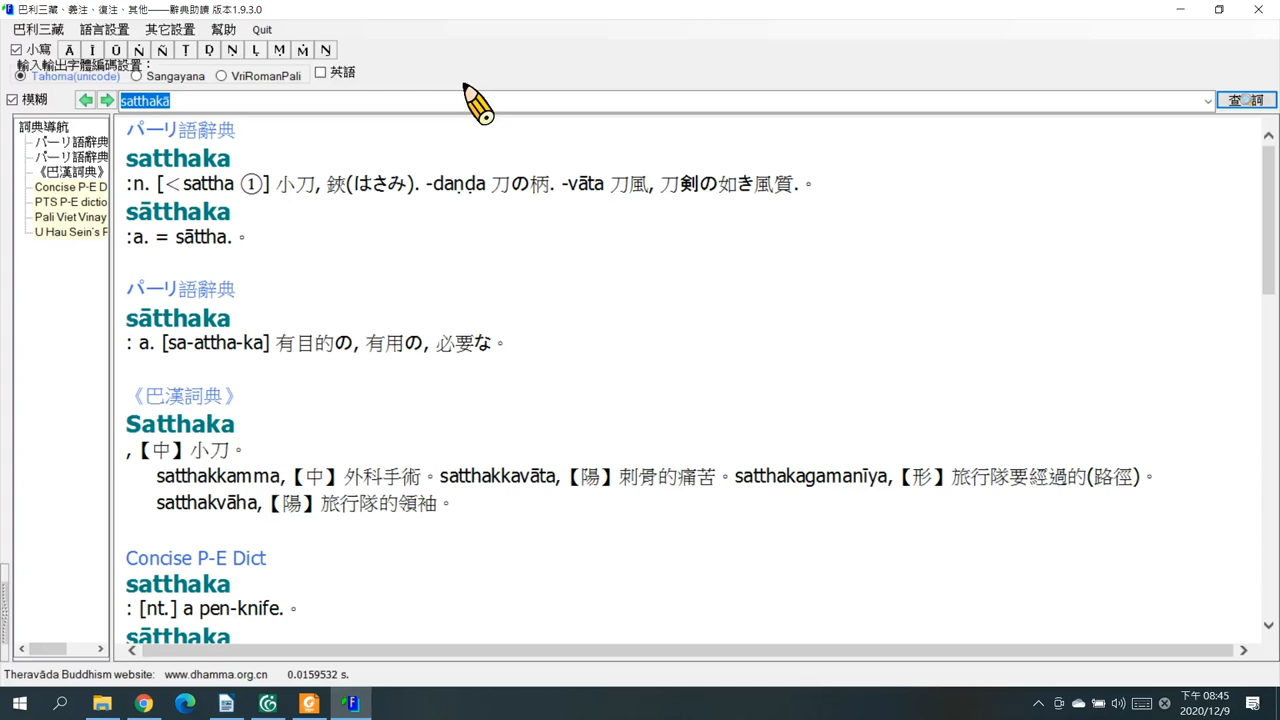 巴利三藏、義注、復注、其他——辭典助讀 版本1.9.3.0
巴利三藏 語言設置 其它設置 幫助 Quit
小寫 Ā Ī Ū Ṅ Ñ Ṭ Ḍ Ṇ Ḷ Ṃ Ṁ Ṇ
輸入輸出字體編碼設置：
Tahoma(unicode) Sangayana VriRomanPali 英語
模糊 satthakā 查詞
詞典導航
パーリ語辭典
パーリ語辭典
《巴漢詞典》
Concise P-E D
PTS P-E dictio
Pali Viet Vinay
U Hau Sein's F
パーリ語辭典
satthaka
:n. [＜sattha ①] 小刀, 鋏(はさみ). -daṇḍa 刀の柄. -vāta 刀風, 刀剣の如き風質.。
sātthaka
:a. = sāttha.。
パーリ語辭典
sātthaka
: a. [sa-attha-ka] 有目的の, 有用の, 必要な。
《巴漢詞典》
Satthaka
,【中】小刀。
satthakkamma,【中】外科手術。satthakkavāta,【陽】刺骨的痛苦。satthakagamanīya,【形】旅行隊要經過的(路徑)。
satthakvāha,【陽】旅行隊的領袖。
Concise P-E Dict
satthaka
: [nt.] a pen-knife.。
sātthaka
Theravāda Buddhism website: www.dhamma.org.cn 0.0159532 s.
下午 08:45
2020/12/9